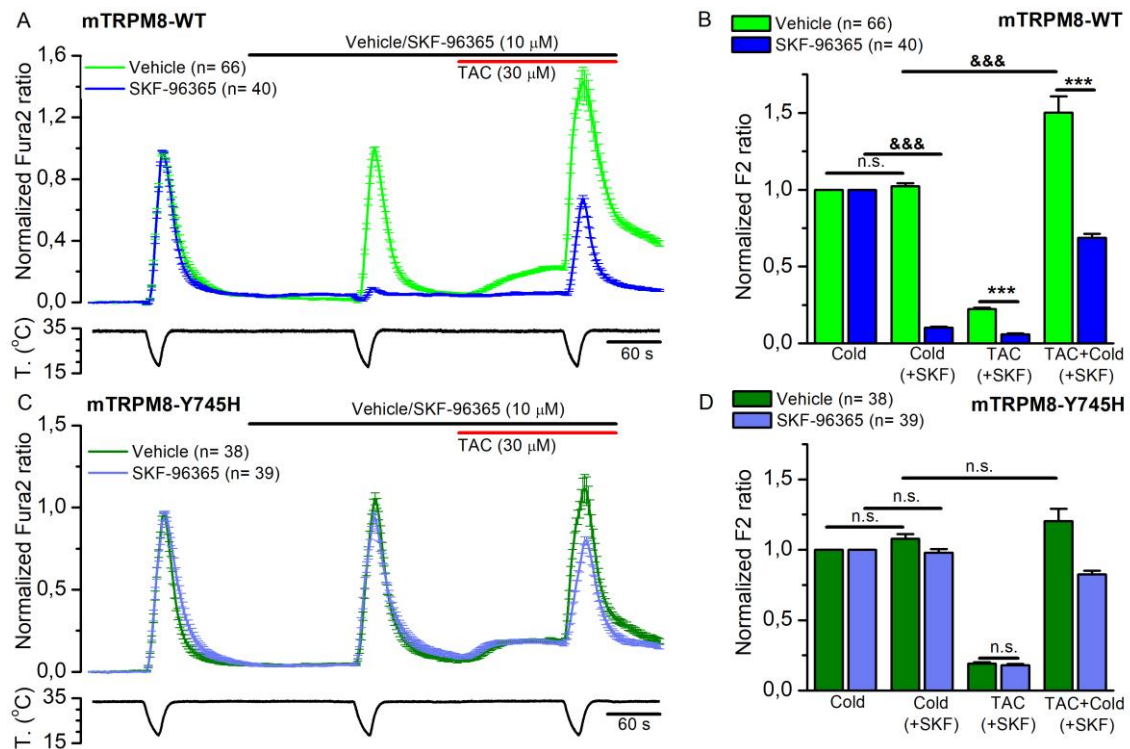 A
mTRPM8-WT
Vehicle/SKF-96365 (10 µM)
TAC (30 µM)
Vehicle (n= 66)
SKF-96365 (n= 40)
Normalized Fura2 ratio
1,6
1,2
0,8
0,4
0,0
T. (°C)
35
15
60 s
B
mTRPM8-WT
Vehicle (n= 66)
SKF-96365 (n= 40)
Normalized F2 ratio
1,5
1,0
0,5
0,0
&&&
***
&&&
n.s.
***
Cold
Cold
(+SKF)
TAC
(+SKF)
TAC+Cold
(+SKF)
C
mTRPM8-Y745H
Vehicle/SKF-96365 (10 µM)
TAC (30 µM)
Vehicle (n= 38)
SKF-96365 (n= 39)
Normalized Fura2 ratio
1,5
1,0
0,5
0,0
T. (°C)
35
15
60 s
D
mTRPM8-Y745H
Vehicle (n= 38)
SKF-96365 (n= 39)
Normalized F2 ratio
1,5
1,0
0,5
0,0
n.s.
n.s.
n.s.
n.s.
Cold
Cold
(+SKF)
TAC
(+SKF)
TAC+Cold
(+SKF)